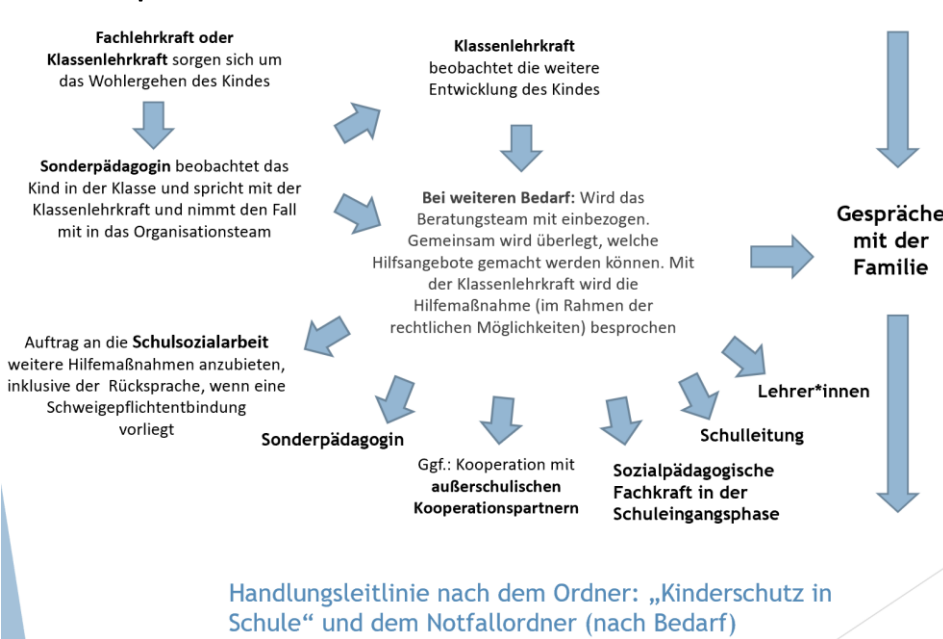 Fachlehrkraft oder
Klassenlehrkraft sorgen sich um
das Wohlergehen des Kindes
Klassenlehrkraft
beobachtet die weitere
Entwicklung des Kindes
Sonderpädagogin beobachtet das
Kind in der Klasse und spricht mit der
Klassenlehrkraft und nimmt den Fall
mit in das Organisationsteam
Bei weiteren Bedarf: Wird das
Beratungsteam mit einbezogen.
Gemeinsam wird überlegt, welche
Hilfsangebote gemacht werden können. Mit
der Klassenlehrkraft wird die
Hilfemaßnahme (im Rahmen der
rechtlichen Möglichkeiten) besprochen
Gespräche
mit der
Familie
Auftrag an die Schulsozialarbeit
weitere Hilfemaßnahmen anzubieten,
inklusive der Rücksprache, wenn eine
Schweigepflichtentbindung
vorliegt
Sonderpädagogin
Ggf.: Kooperation mit
außerschulischen
Kooperationspartnern
Sozialpädagogische
Fachkraft in der
Schuleingangsphase
Schulleitung
Lehrer*innen
Handlungsleitlinie nach dem Ordner: „Kinderschutz in
Schule“ und dem Notfallordner (nach Bedarf)